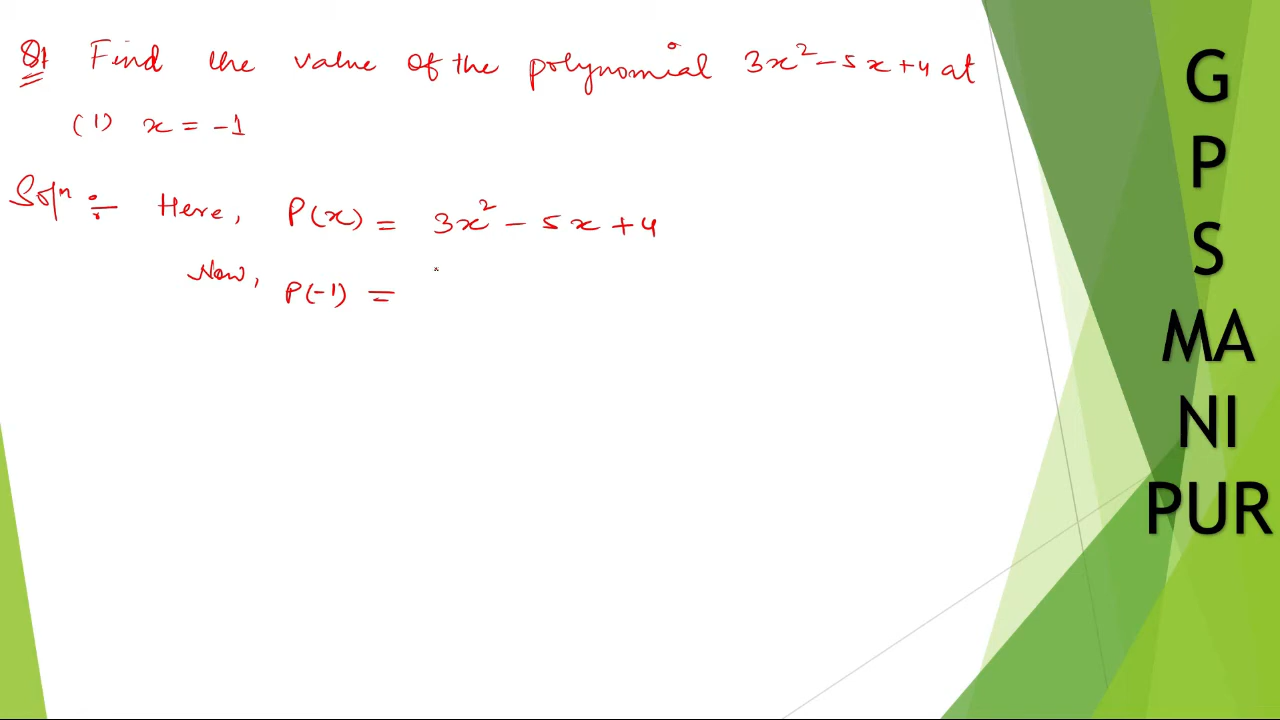 Q1 Find the value of the polynomial 3x² - 5x + 4 at
(1) x = -1
Solⁿ ÷ Here, P(x) = 3x² - 5x + 4
Now, P(-1) =
G
P
S
MA
NI
PUR